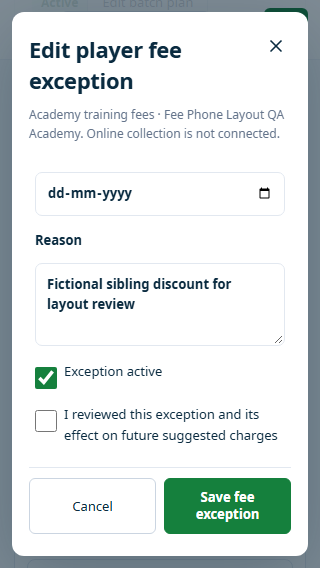 Active Edit batch plan
Edit player fee
exception
Academy training fees · Fee Phone Layout QA
Academy. Online collection is not connected.
dd-mm-yyyy
Reason
Fictional sibling discount for
layout review
Exception active
I reviewed this exception and its
effect on future suggested charges
Cancel
Save fee
exception